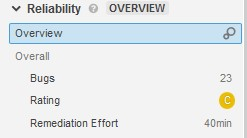 Reliability ? OVERVIEW
Overview
Overall
Bugs 23
Rating C
Remediation Effort 40min